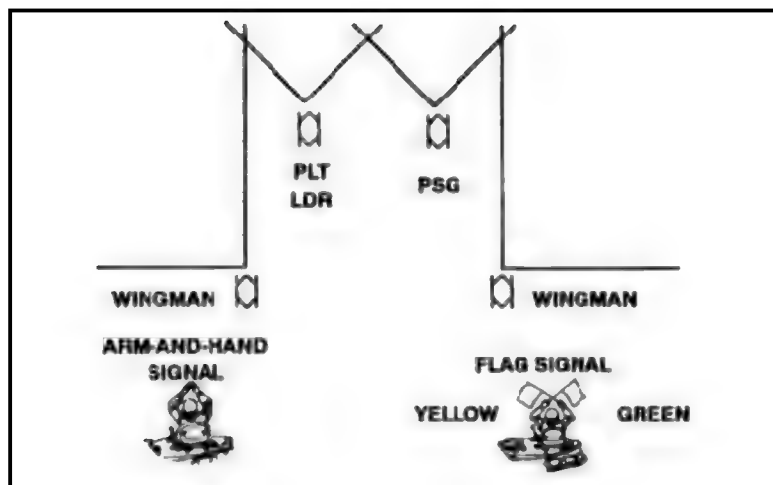 PLT
LDR
PSG
WINGMAN
WINGMAN
ARM-AND-HAND
SIGNAL
FLAG SIGNAL
YELLOW
GREEN